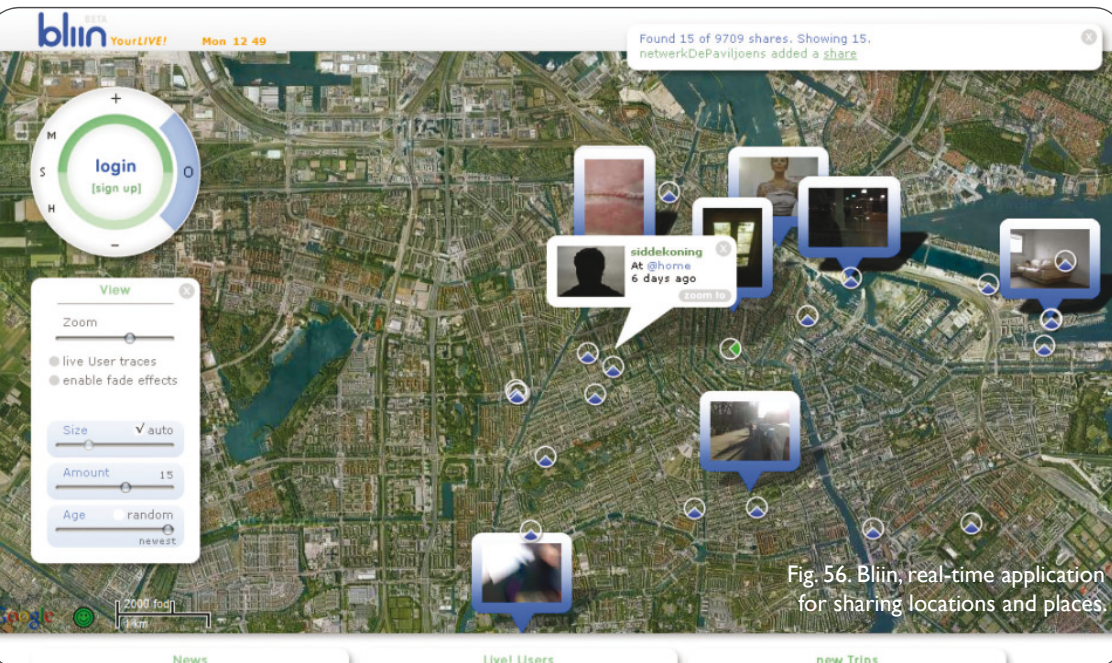 bliin BETA
YourLIVE! Mon 12 49
Found 15 of 9709 shares. Showing 15.
netwerkDePaviljoens added a share
+
M
S
H
O
–
login
[sign up]
siddekoning
At @home
6 days ago
zoom to
View
Zoom
live User traces
enable fade effects
Size √ auto
Amount 15
Age random
newest
Fig. 56. Bliin, real-time application
for sharing locations and places.
2000 fod
1 km
News Live! Users new Trips